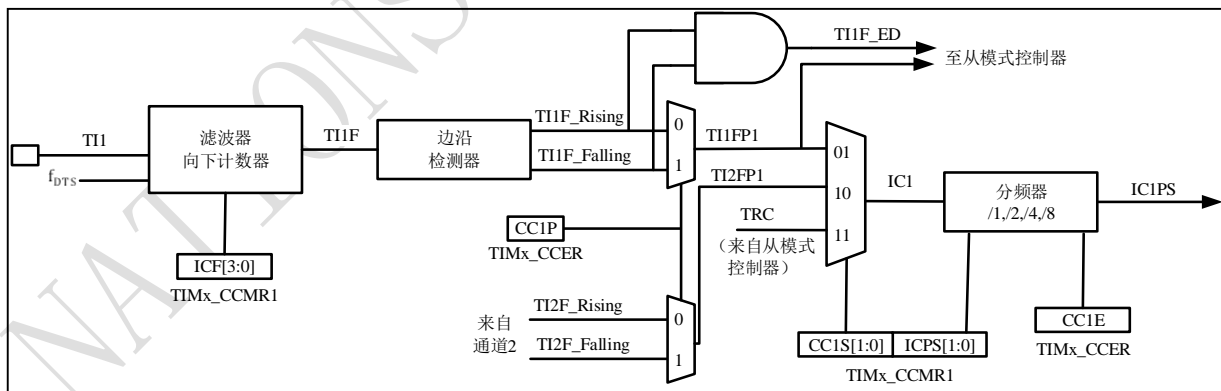 NATIONS
TI1F_ED
至从模式控制器
TI1
f_DTS
滤波器
向下计数器
TI1F
边沿
检测器
TI1F_Rising
TI1F_Falling
0
1
TI1FP1
TI2FP1
TRC
(来自从模式
控制器)
01
10
11
IC1
分频器
/1,/2,/4,/8
IC1PS
ICF[3:0]
TIMx_CCMR1
CC1P
TIMx_CCER
来自
通道2
TI2F_Rising
TI2F_Falling
0
1
CC1S[1:0]
ICPS[1:0]
TIMx_CCMR1
CC1E
TIMx_CCER